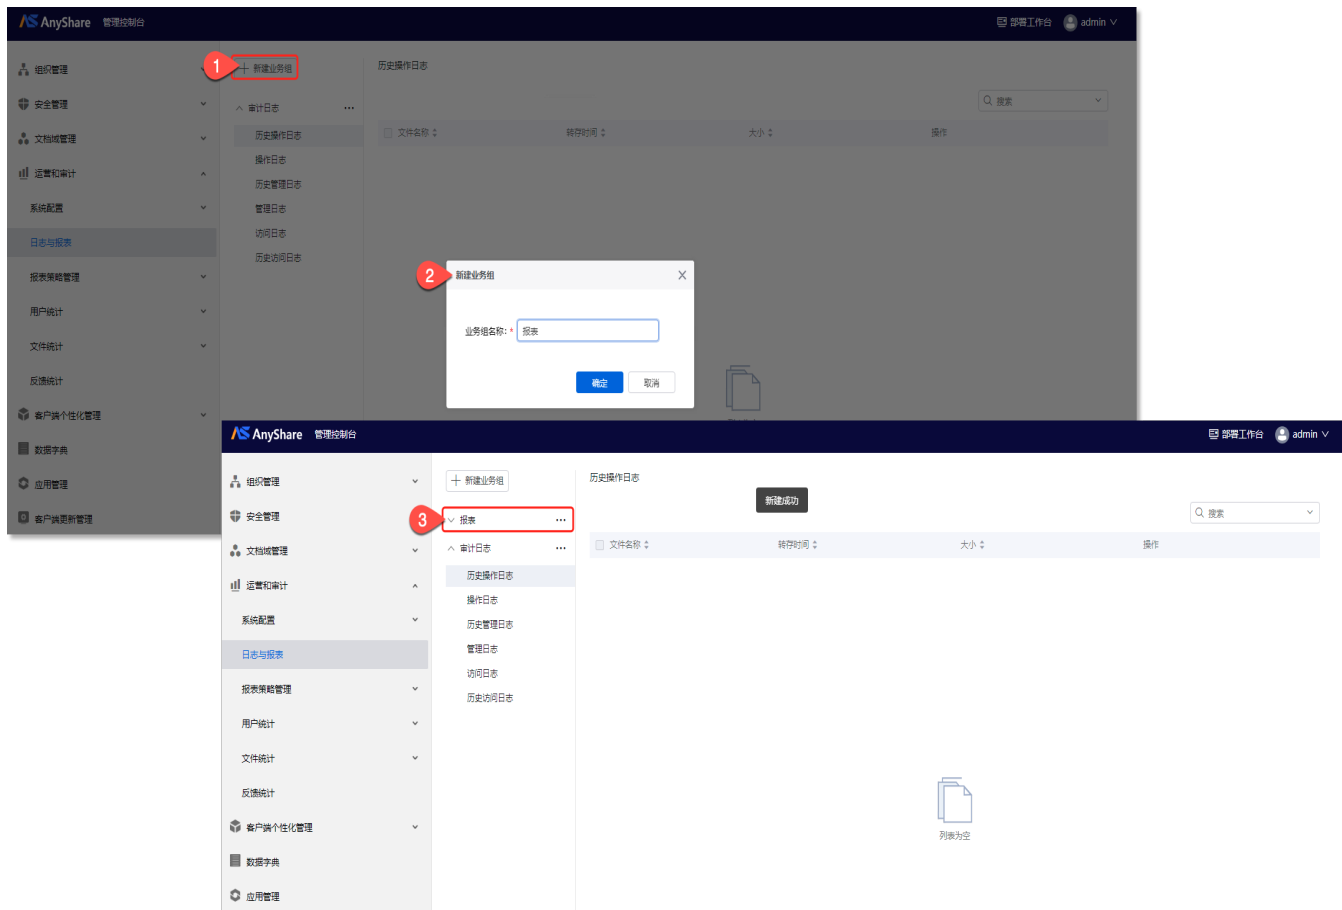 AnyShare 管理控制台
部署工作台 admin
组织管理
安全管理
文档域管理
运营和审计
系统配置
日志与报表
报表策略管理
用户统计
文件统计
反馈统计
客户端个性化管理
数据字典
应用管理
客户端更新管理
1
新建业务组
审计日志 ...
历史操作日志
操作日志
历史管理日志
管理日志
访问日志
历史访问日志
历史操作日志
搜索
文件名称 转存时间 大小 操作
2
新建业务组
业务组名称: * 报表
确定 取消
AnyShare 管理控制台
部署工作台 admin
组织管理
安全管理
文档域管理
运营和审计
系统配置
日志与报表
报表策略管理
用户统计
文件统计
反馈统计
客户端个性化管理
数据字典
应用管理
新建业务组
3
报表 ...
审计日志 ...
历史操作日志
操作日志
历史管理日志
管理日志
访问日志
历史访问日志
历史操作日志
新建成功
搜索
文件名称 转存时间 大小 操作
列表为空